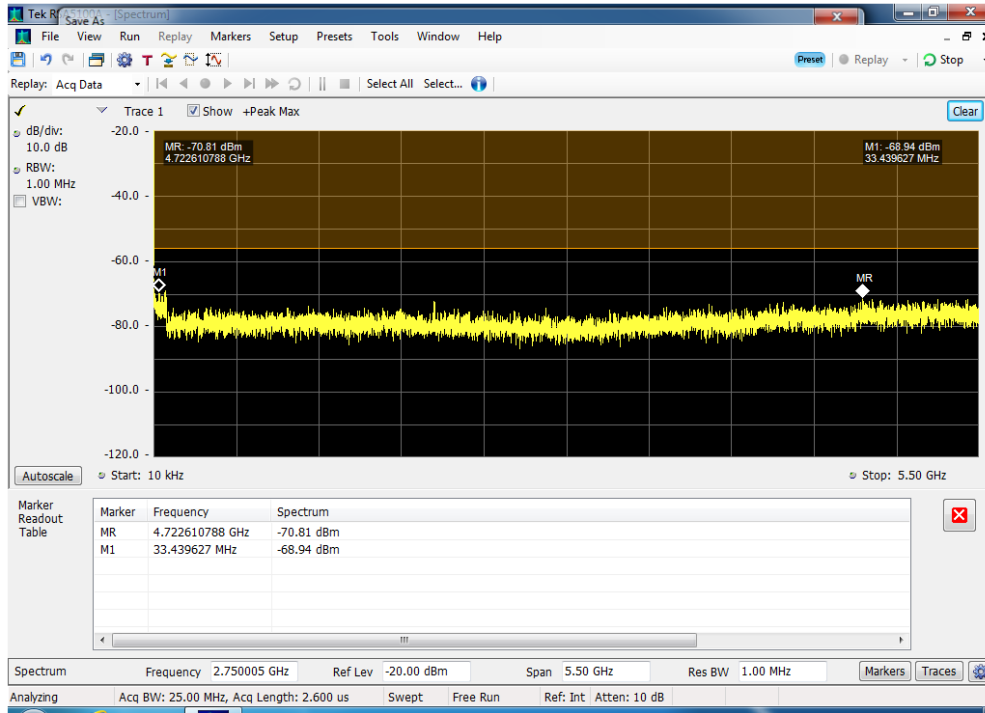 Tek RSA5100A - [Spectrum]
Save As
File View Run Replay Markers Setup Presets Tools Window Help
Preset Replay Stop
Replay: Acq Data Select All Select...
Trace 1 Show +Peak Max Clear
dB/div:
10.0 dB
RBW:
1.00 MHz
VBW:
-20.0
-40.0
-60.0
-80.0
-100.0
-120.0
MR: -70.81 dBm
4.722610788 GHz
M1: -68.94 dBm
33.439627 MHz
M1
MR
Autoscale Start: 10 kHz Stop: 5.50 GHz
Marker
Readout
Table
Marker Frequency Spectrum
MR 4.722610788 GHz -70.81 dBm
M1 33.439627 MHz -68.94 dBm
Spectrum Frequency 2.750005 GHz Ref Lev -20.00 dBm Span 5.50 GHz Res BW 1.00 MHz Markers Traces
Analyzing Acq BW: 25.00 MHz, Acq Length: 2.600 us Swept Free Run Ref: Int Atten: 10 dB